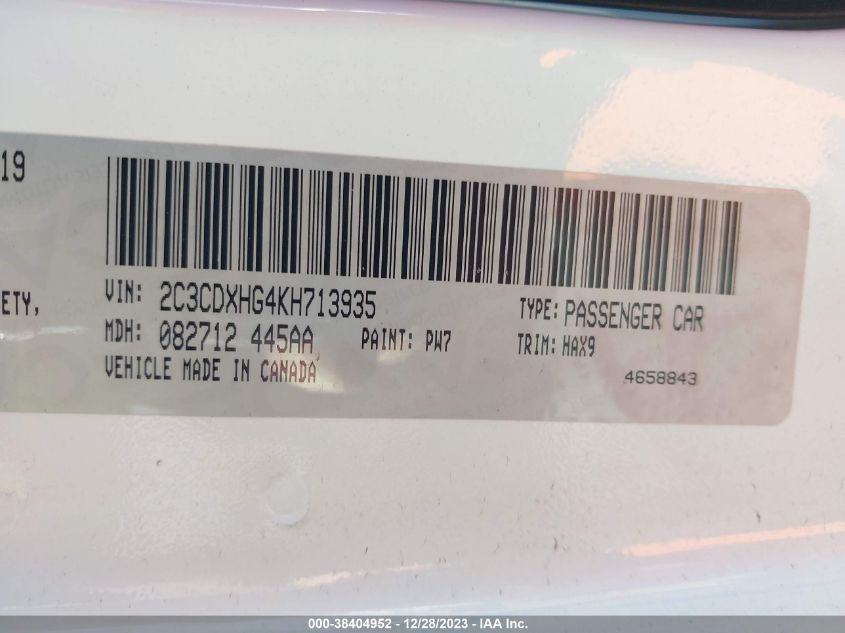 19
ETY,
VIN: 2C3CDXHG4KH713935 TYPE: PASSENGER CAR
MDH: 082712 445AA PAINT: PW7 TRIM: HAX9
VEHICLE MADE IN CANADA 4658843
000-38404952 - 12/28/2023 - IAA Inc.